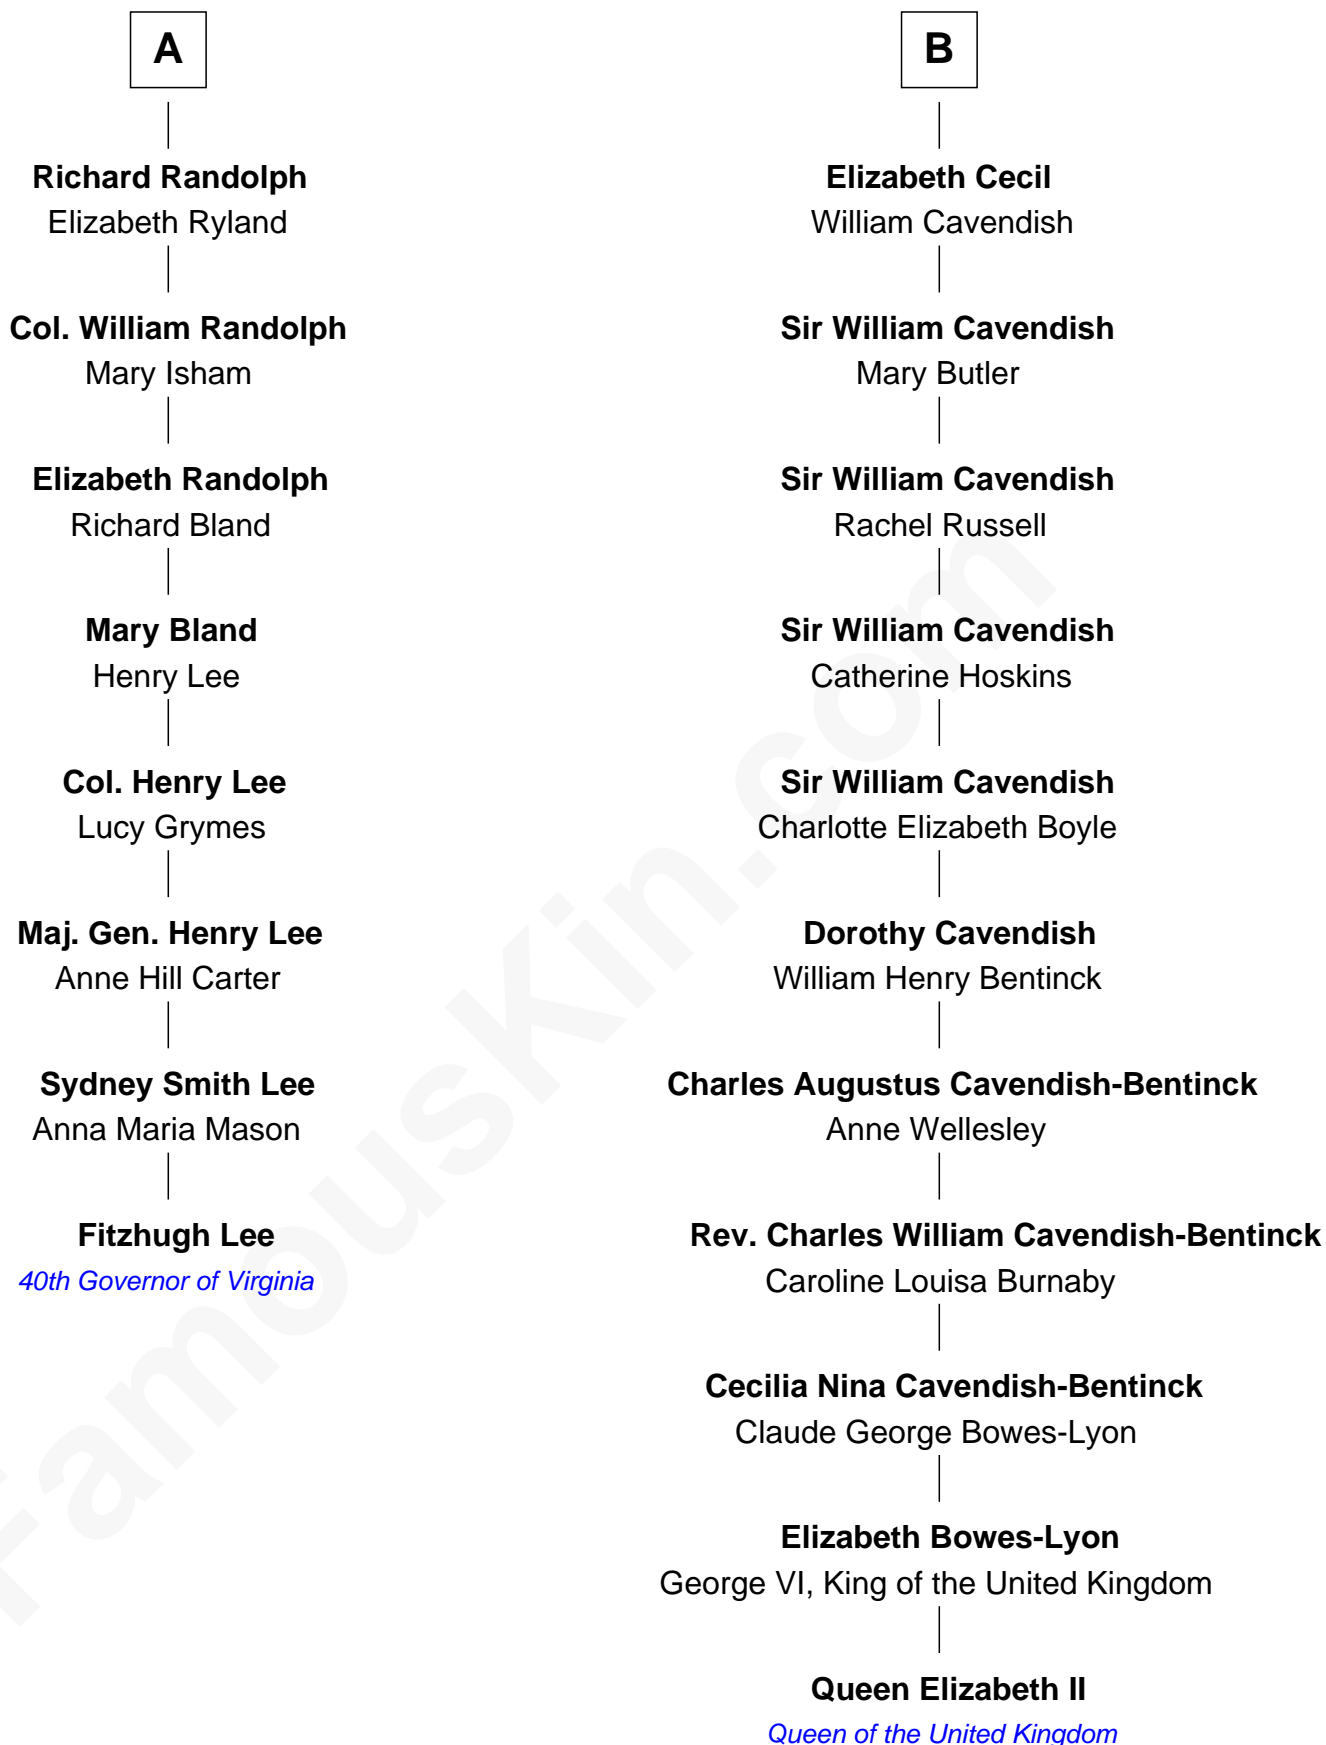 A
Richard Randolph
Elizabeth Ryland
Col. William Randolph
Mary Isham
Elizabeth Randolph
Richard Bland
Mary Bland
Henry Lee
Col. Henry Lee
Lucy Grymes
Maj. Gen. Henry Lee
Anne Hill Carter
Sydney Smith Lee
Anna Maria Mason
Fitzhugh Lee
40th Governor of Virginia
B
Elizabeth Cecil
William Cavendish
Sir William Cavendish
Mary Butler
Sir William Cavendish
Rachel Russell
Sir William Cavendish
Catherine Hoskins
Sir William Cavendish
Charlotte Elizabeth Boyle
Dorothy Cavendish
William Henry Bentinck
Charles Augustus Cavendish-Bentinck
Anne Wellesley
Rev. Charles William Cavendish-Bentinck
Caroline Louisa Burnaby
Cecilia Nina Cavendish-Bentinck
Claude George Bowes-Lyon
Elizabeth Bowes-Lyon
George VI, King of the United Kingdom
Queen Elizabeth II
Queen of the United Kingdom
FamousKin.com